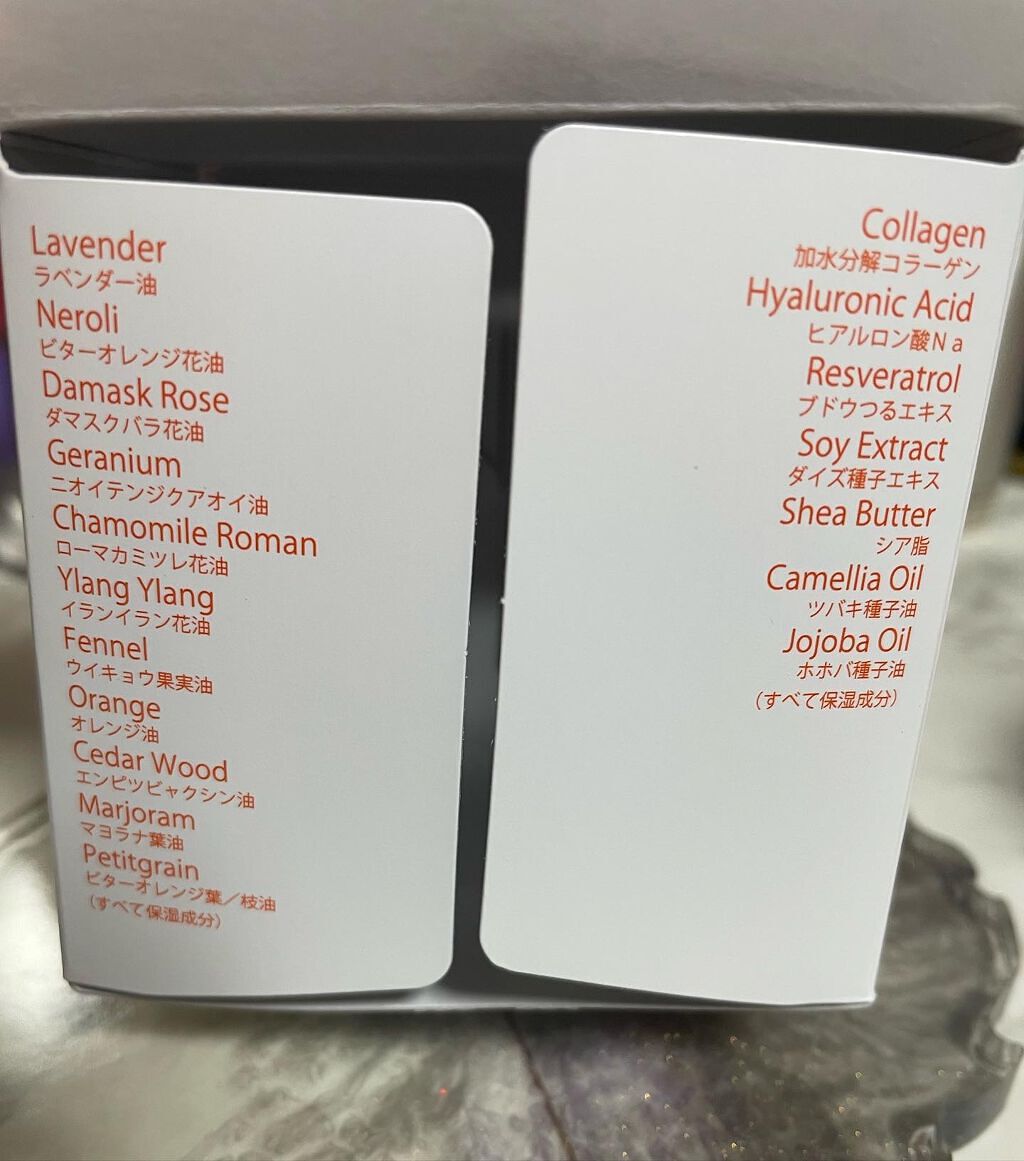 Lavender
ラベンダー油
Neroli
ビターオレンジ花油
Damask Rose
ダマスクバラ花油
Geranium
ニオイテンジクアオイ油
Chamomile Roman
ローマカミツレ花油
Ylang Ylang
イランイラン花油
Fennel
ウイキョウ果実油
Orange
オレンジ油
Cedar Wood
エンピツビャクシン油
Marjoram
マヨラナ葉油
Petitgrain
ビターオレンジ葉／枝油
（すべて保湿成分）
Collagen
加水分解コラーゲン
Hyaluronic Acid
ヒアルロン酸Ｎａ
Resveratrol
ブドウつるエキス
Soy Extract
ダイズ種子エキス
Shea Butter
シア脂
Camellia Oil
ツバキ種子油
Jojoba Oil
ホホバ種子油
（すべて保湿成分）